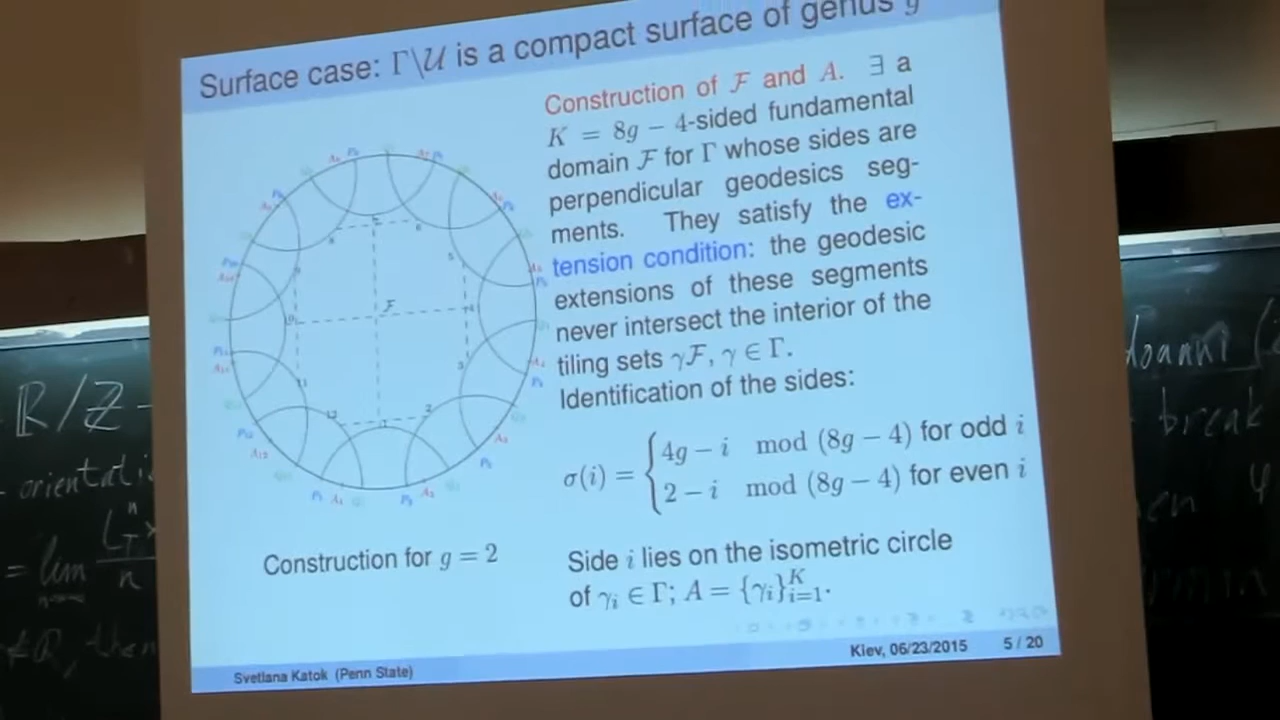 Surface case: Γ\𝒰 is a compact surface of genus g
Construction of ℱ and A. ∃ a
K = 8g − 4-sided fundamental
domain ℱ for Γ whose sides are
perpendicular geodesics seg-
ments. They satisfy the ex-
tension condition: the geodesic
extensions of these segments
never intersect the interior of the
tiling sets γℱ, γ ∈ Γ.
Identification of the sides:
σ(i) = { 4g − i mod (8g − 4) for odd i
2 − i mod (8g − 4) for even i
Side i lies on the isometric circle
of γᵢ ∈ Γ; A = {γᵢ}ᴷᵢ₌₁.
ℱ
Construction for g = 2
Svetlana Katok (Penn State)
Kiev, 06/23/2015
5 / 20
ℝ/ℤ
= lim
n
break